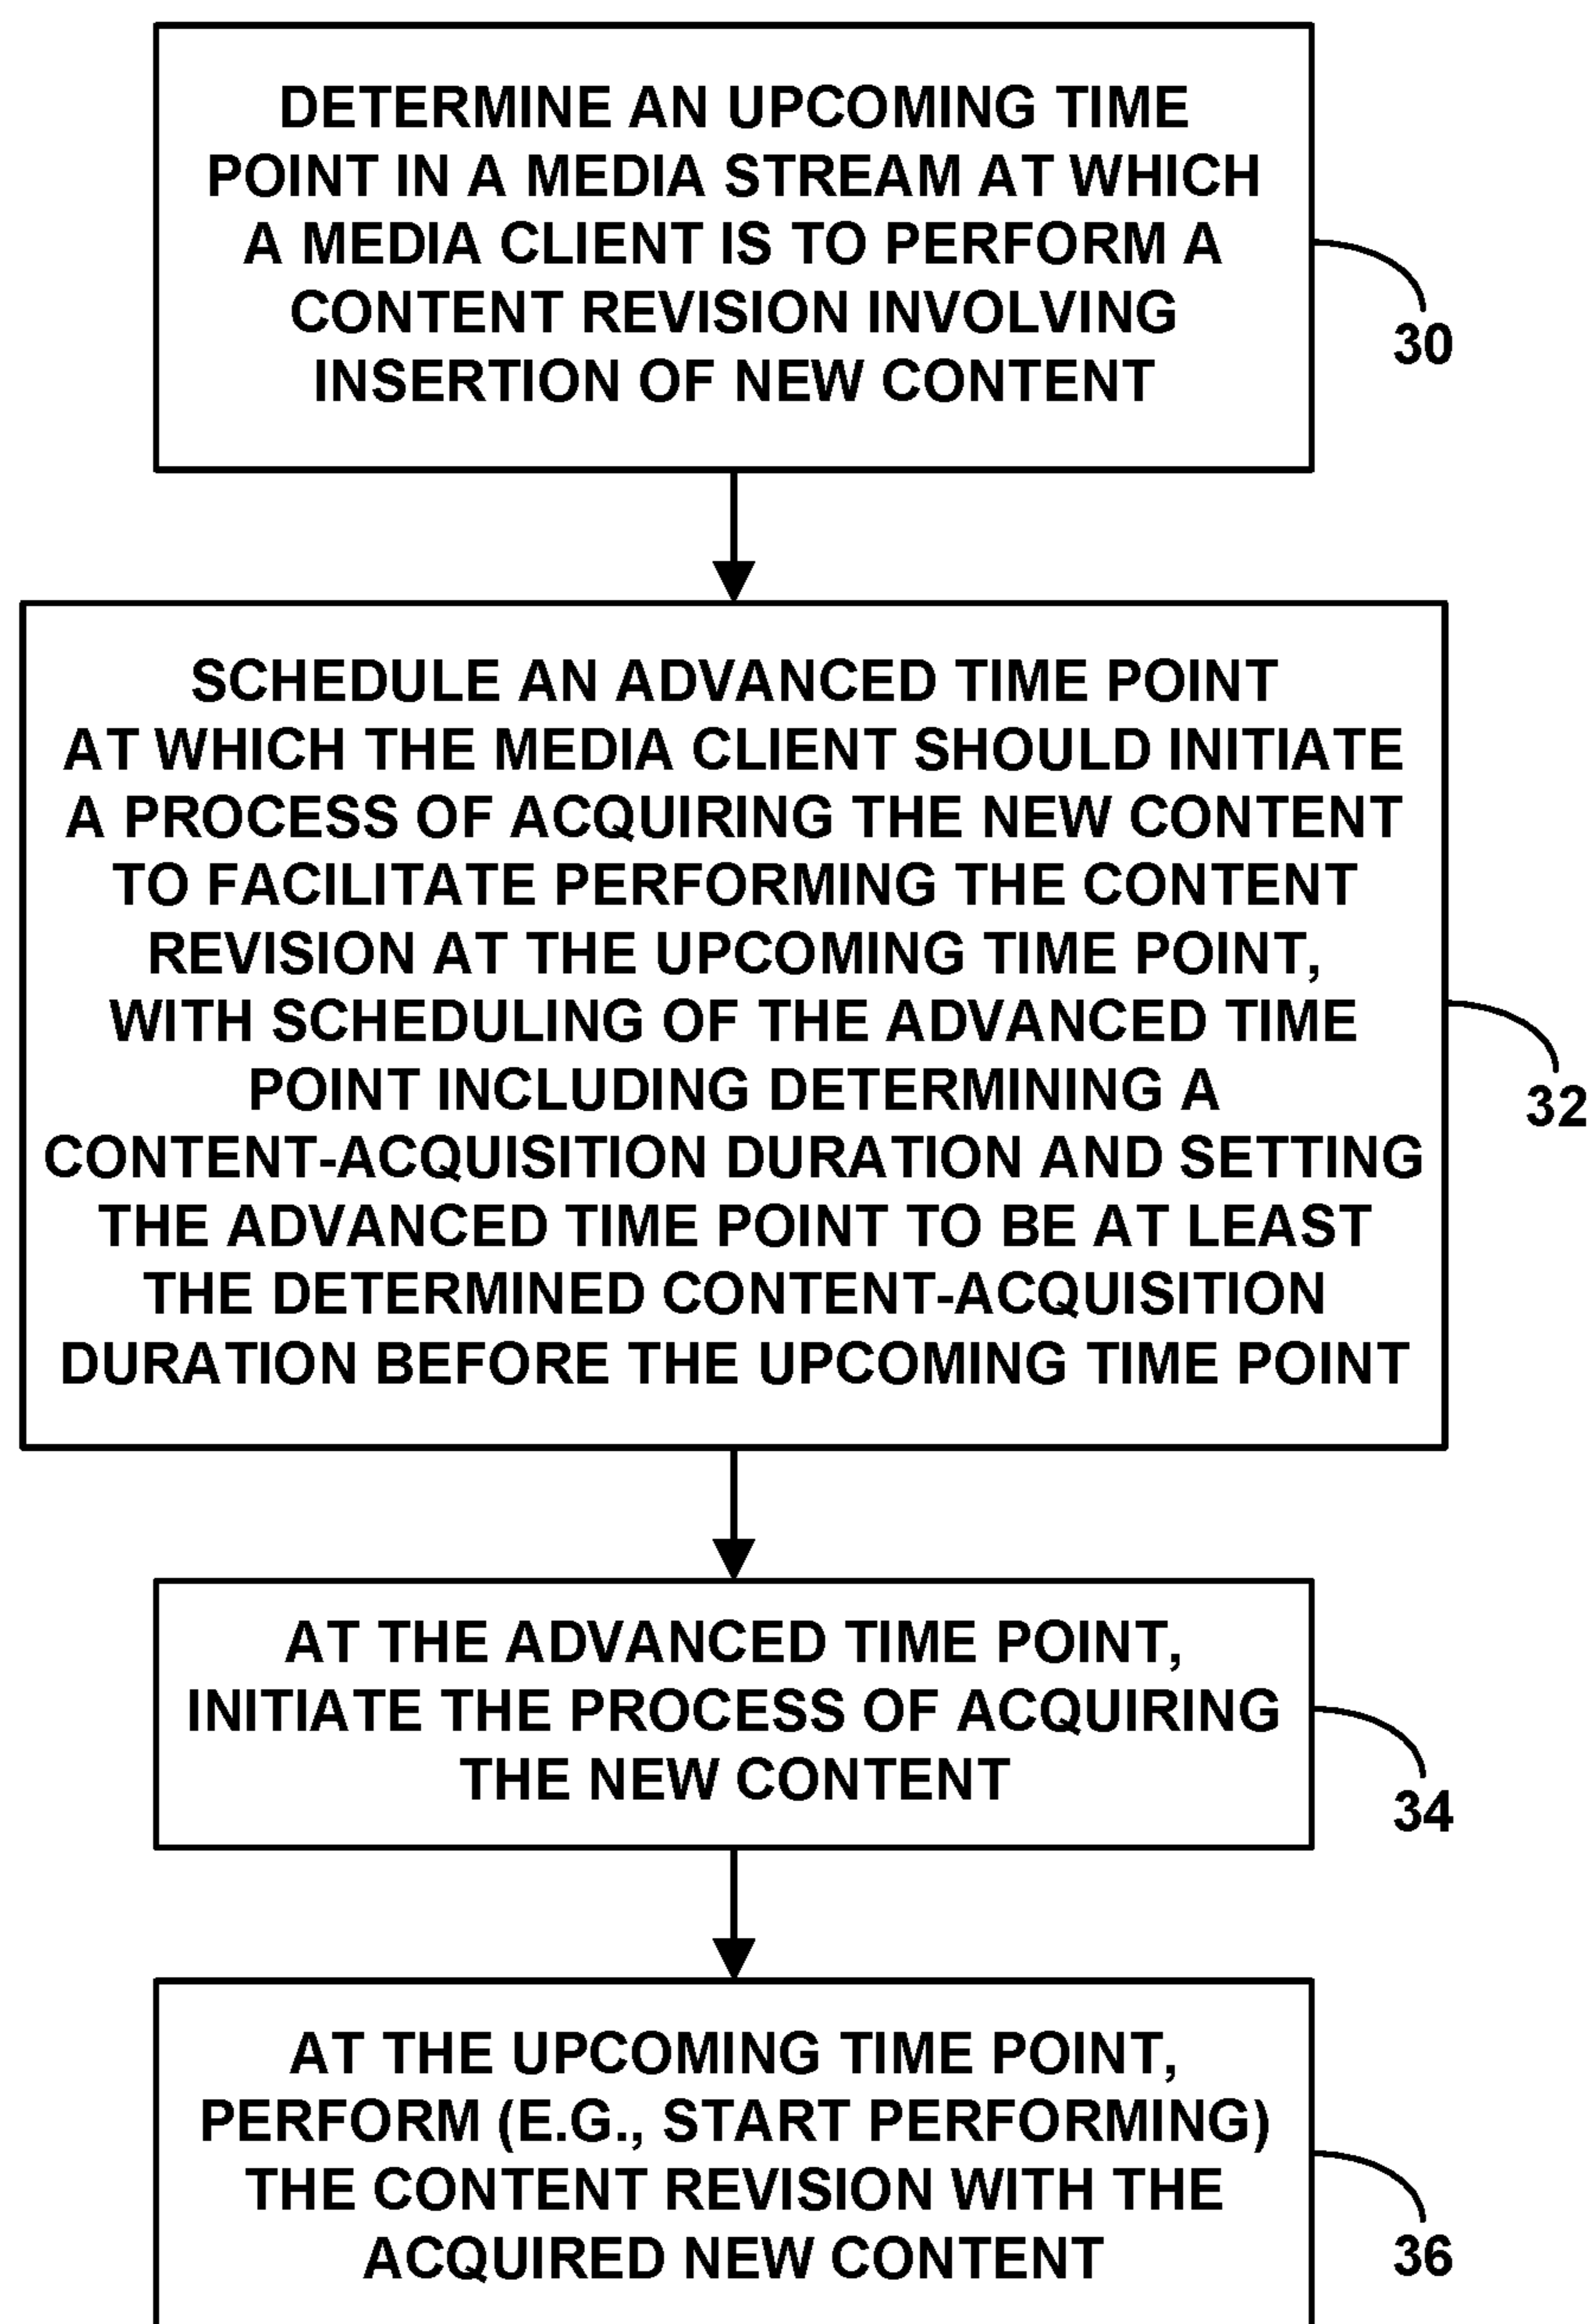 DETERMINE AN UPCOMING TIME
POINT IN A MEDIA STREAM AT WHICH
A MEDIA CLIENT IS TO PERFORM A
CONTENT REVISION INVOLVING
INSERTION OF NEW CONTENT
30
SCHEDULE AN ADVANCED TIME POINT
AT WHICH THE MEDIA CLIENT SHOULD INITIATE
A PROCESS OF ACQUIRING THE NEW CONTENT
TO FACILITATE PERFORMING THE CONTENT
REVISION AT THE UPCOMING TIME POINT,
WITH SCHEDULING OF THE ADVANCED TIME
POINT INCLUDING DETERMINING A
CONTENT-ACQUISITION DURATION AND SETTING
THE ADVANCED TIME POINT TO BE AT LEAST
THE DETERMINED CONTENT-ACQUISITION
DURATION BEFORE THE UPCOMING TIME POINT
32
AT THE ADVANCED TIME POINT,
INITIATE THE PROCESS OF ACQUIRING
THE NEW CONTENT
34
AT THE UPCOMING TIME POINT,
PERFORM (E.G., START PERFORMING)
THE CONTENT REVISION WITH THE
ACQUIRED NEW CONTENT
36